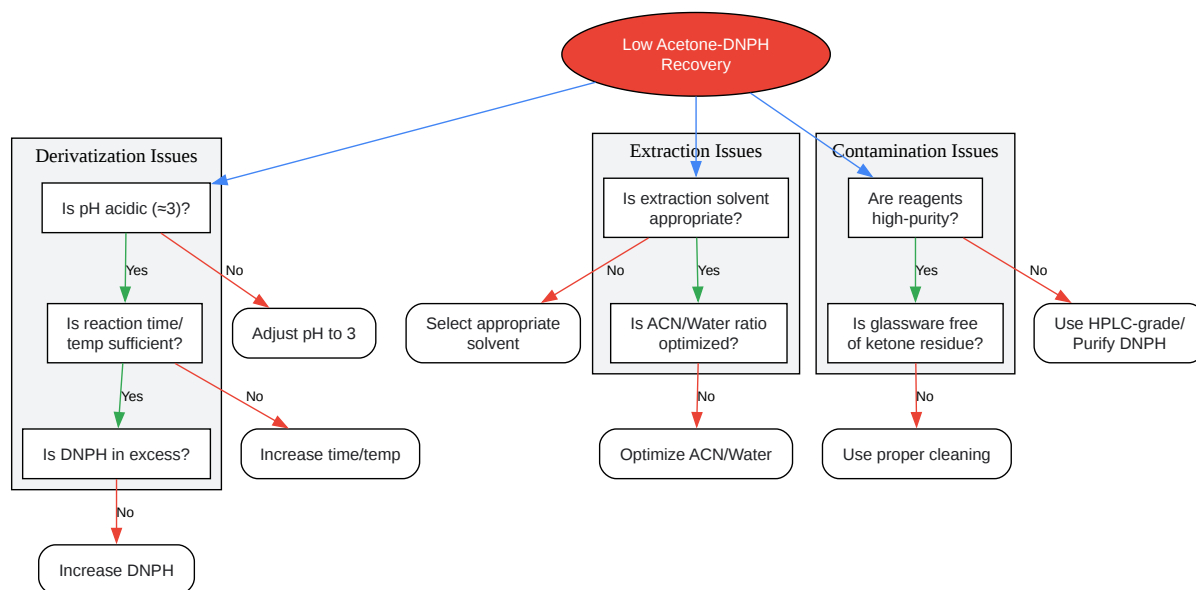 Low Acetone-DNPH
Recovery
Derivatization Issues
Extraction Issues
Contamination Issues
Is pH acidic (≈3)?
Is extraction solvent
appropriate?
Are reagents
high-purity?
Yes
No
No
Yes
Yes
No
Is reaction time/
temp sufficient?
Adjust pH to 3
Select appropriate
solvent
Is ACN/Water ratio
optimized?
Is glassware free
of ketone residue?
Use HPLC-grade/
Purify DNPH
Yes
No
No
No
Is DNPH in excess?
Increase time/temp
Optimize ACN/Water
Use proper cleaning
No
Increase DNPH